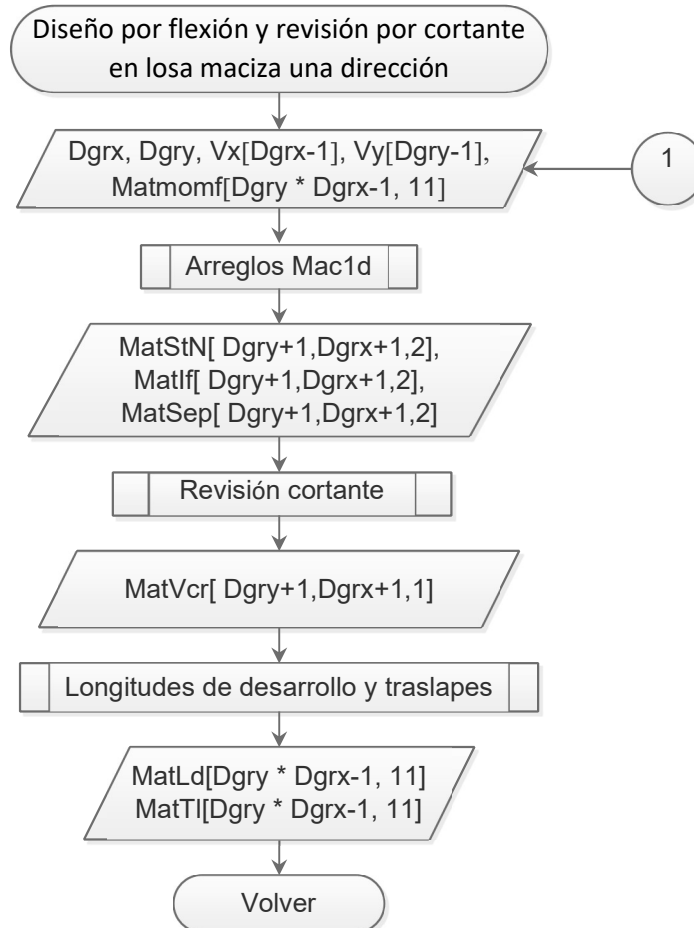 Diseño por flexión y revisión por cortante
en losa maciza una dirección
Dgrx, Dgry, Vx[Dgrx-1], Vy[Dgry-1],
Matmomf[Dgry * Dgrx-1, 11]
1
Arreglos Mac1d
MatStN[ Dgry+1,Dgrx+1,2],
MatIf[ Dgry+1,Dgrx+1,2],
MatSep[ Dgry+1,Dgrx+1,2]
Revisión cortante
MatVcr[ Dgry+1,Dgrx+1,1]
Longitudes de desarrollo y traslapes
MatLd[Dgry * Dgrx-1, 11]
MatTl[Dgry * Dgrx-1, 11]
Volver